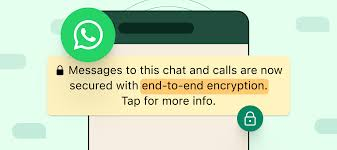 Messages to this chat and calls are now
secured with end-to-end encryption.
Tap for more info.